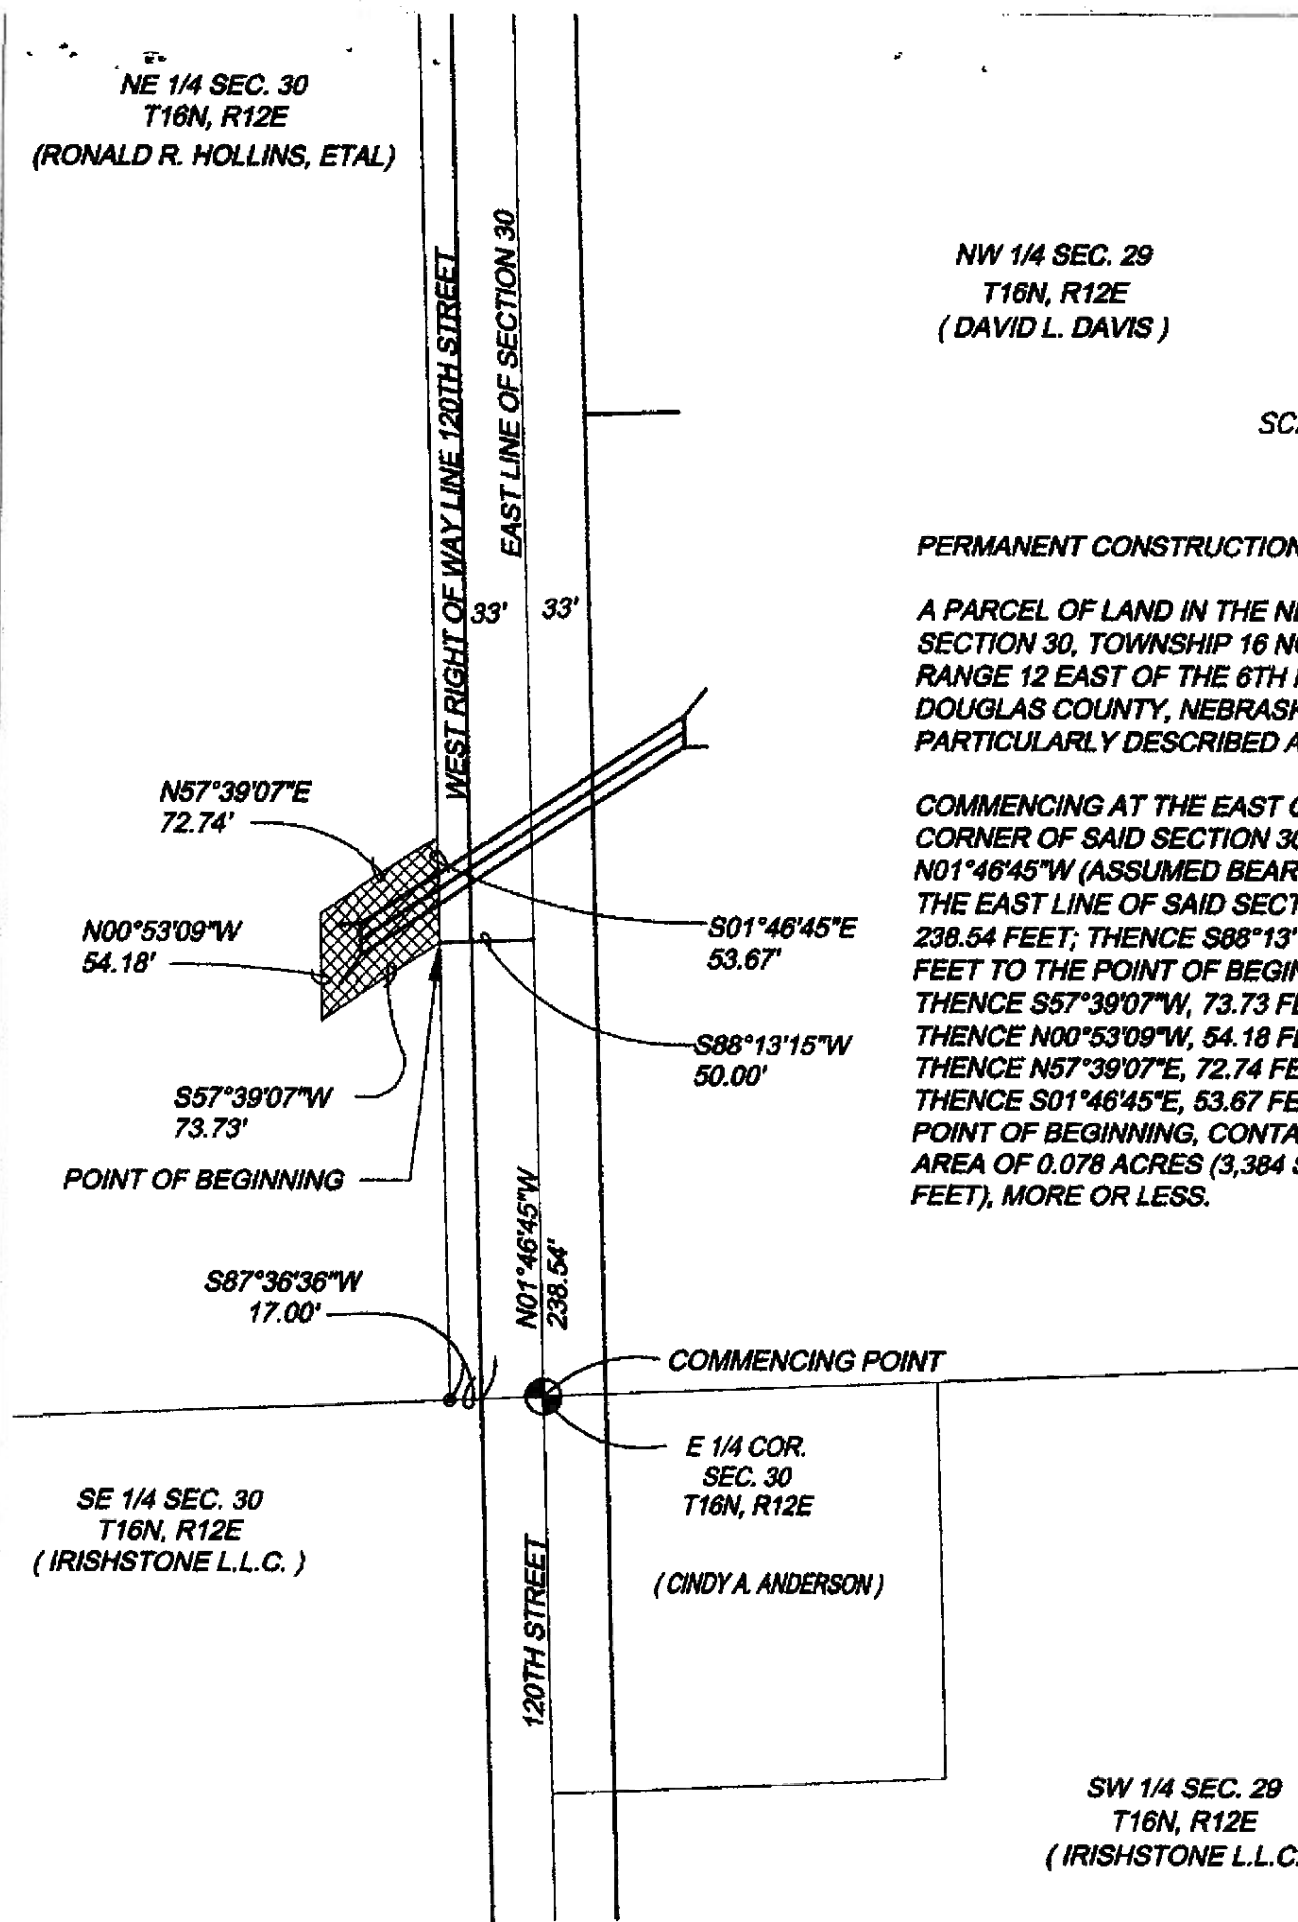 NE 1/4 SEC. 30
T16N, R12E
(RONALD R. HOLLINS, ETAL)
NW 1/4 SEC. 29
T16N, R12E
( DAVID L. DAVIS )
WEST RIGHT OF WAY LINE 120TH STREET
EAST LINE OF SECTION 30
33'
33'
PERMANENT CONSTRUCTION
A PARCEL OF LAND IN THE
SECTION 30, TOWNSHIP 16
RANGE 12 EAST OF THE 6TH
DOUGLAS COUNTY,
PARTICULARLY DESCRIBED
COMMENCING AT THE EAST
CORNER OF SAID SECTION 30
N01°46'45"W (ASSUMED
THE EAST LINE OF SAID
238.54 FEET; THENCE S88°13'
FEET TO THE POINT OF
THENCE S57°39'07"W, 73.73
THENCE N00°53'09"W, 54.18
THENCE N57°39'07"E, 72.74
THENCE S01°46'45"E, 53.67
POINT OF BEGINNING,
AREA OF 0.078 ACRES (3,384
FEET), MORE OR LESS.
N57°39'07"E
72.74'
N00°53'09"W
54.18'
S01°46'45"E
53.67'
S88°13'15"W
50.00'
S57°39'07"W
73.73'
POINT OF BEGINNING
N01°46'45"W
238.54'
S87°36'36"W
17.00'
COMMENCING POINT
E 1/4 COR.
SEC. 30
T16N, R12E
SE 1/4 SEC. 30
T16N, R12E
( IRISHSTONE L.L.C. )
( CINDY A. ANDERSON )
120TH STREET
SW 1/4 SEC. 29
T16N, R12E
( IRISHSTONE L.L.C.